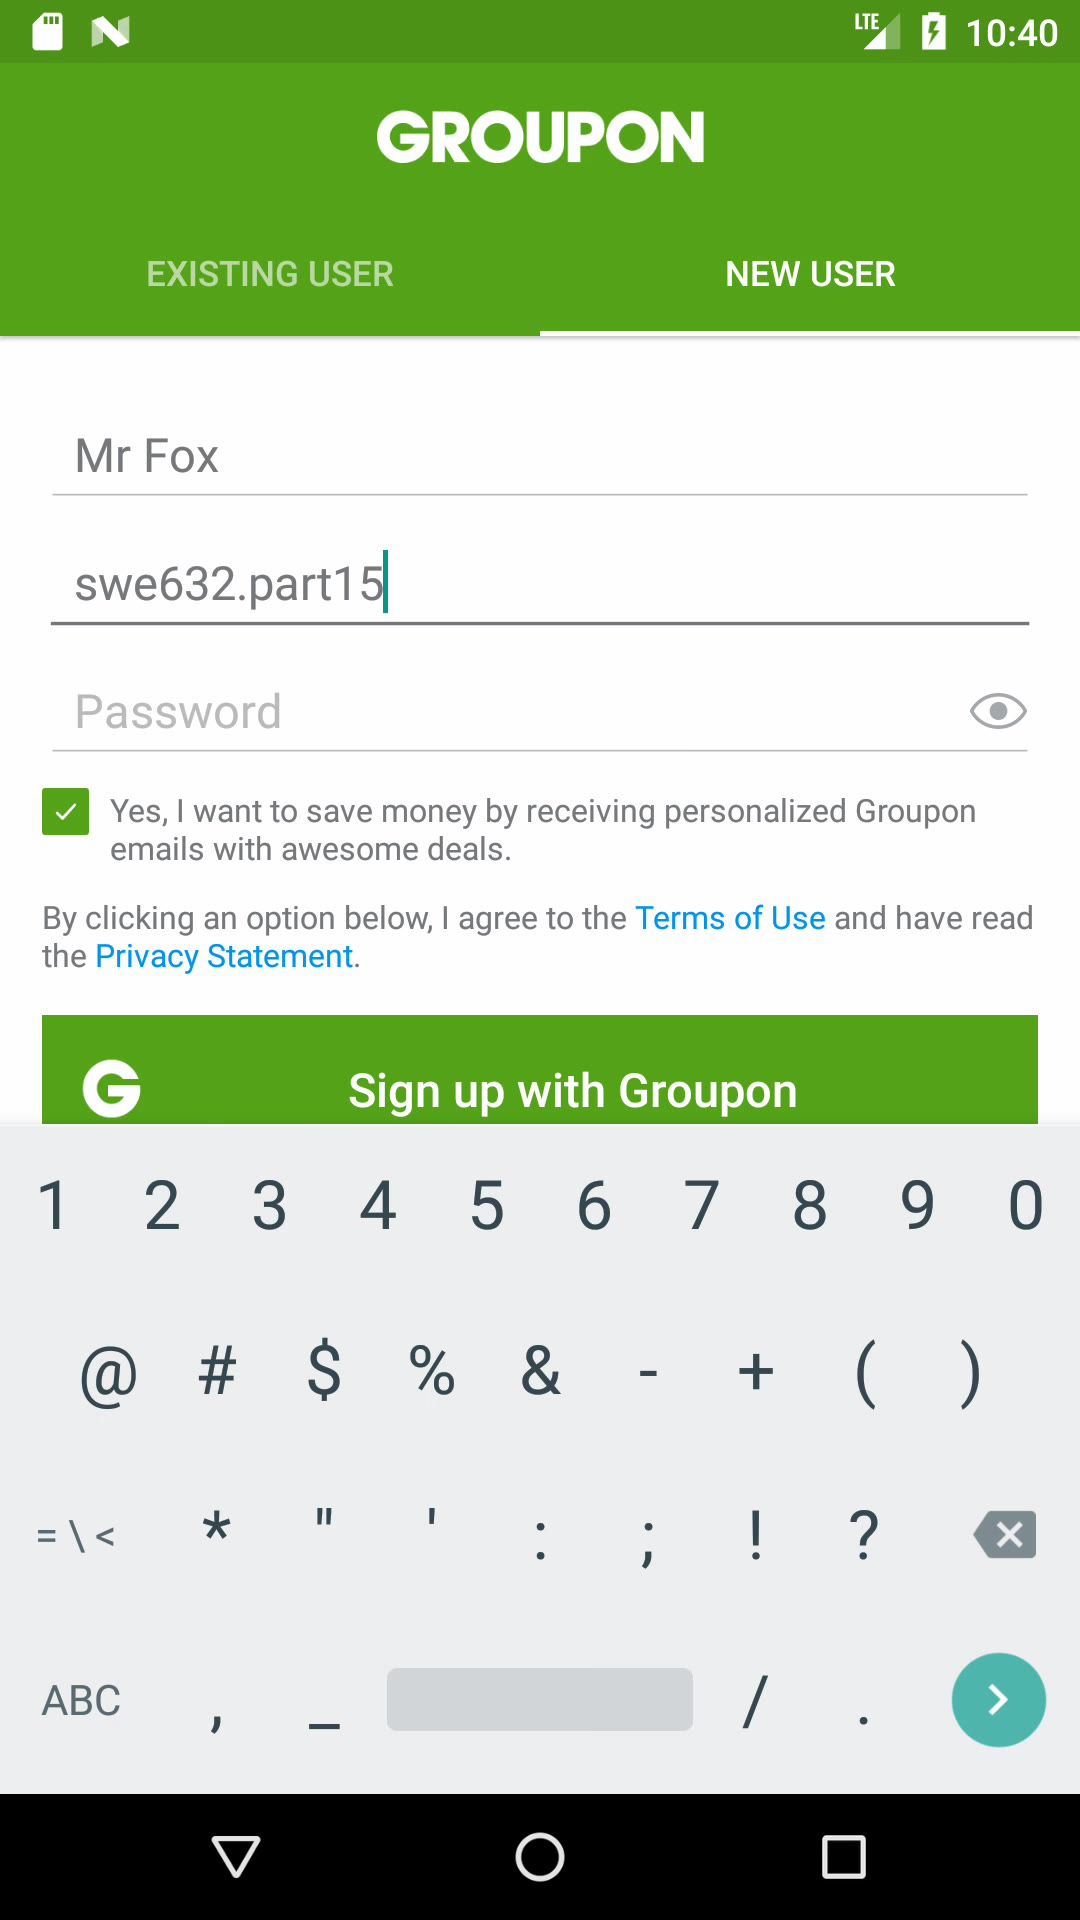 LTE 10:40
GROUPON
EXISTING USER NEW USER
Mr Fox
swe632.part15
Password
Yes, I want to save money by receiving personalized Groupon
emails with awesome deals.
By clicking an option below, I agree to the Terms of Use and have read
the Privacy Statement.
G Sign up with Groupon
1 2 3 4 5 6 7 8 9 0
@ # $ % & - + ( )
= \ < * " ' : ; ! ?
ABC , _ / .